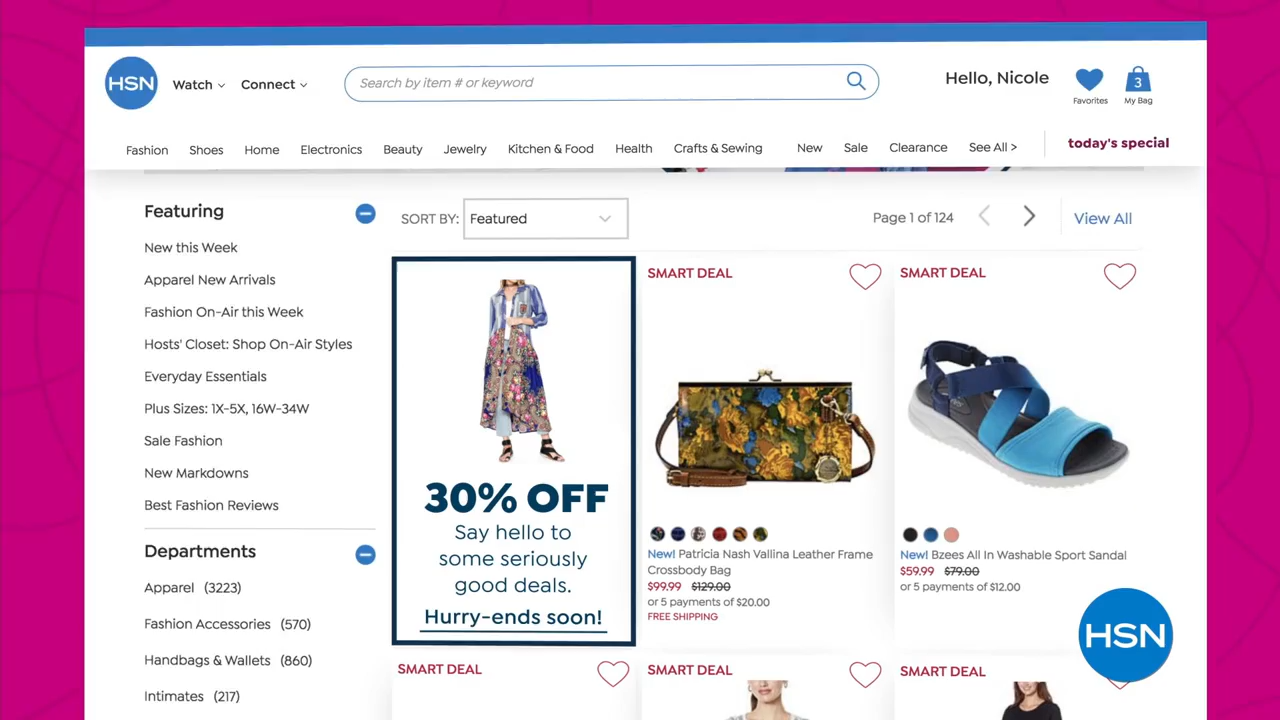 HSN
Watch
Connect
Search by item # or keyword
Hello, Nicole
Favorites
3
My Bag
Fashion
Shoes
Home
Electronics
Beauty
Jewelry
Kitchen & Food
Health
Crafts & Sewing
New
Sale
Clearance
See All >
today's special
Featuring
New this Week
Apparel New Arrivals
Fashion On-Air this Week
Hosts' Closet: Shop On-Air Styles
Everyday Essentials
Plus Sizes: 1X-5X, 16W-34W
Sale Fashion
New Markdowns
Best Fashion Reviews
Departments
Apparel (3223)
Fashion Accessories (570)
Handbags & Wallets (860)
Intimates (217)
SORT BY: Featured
Page 1 of 124
View All
30% OFF
Say hello to
some seriously
good deals.
Hurry-ends soon!
SMART DEAL
New! Patricia Nash Vallina Leather Frame
Crossbody Bag
$99.99 $129.00
or 5 payments of $20.00
FREE SHIPPING
SMART DEAL
New! Bzees All In Washable Sport Sandal
$59.99 $79.00
or 5 payments of $12.00
SMART DEAL
SMART DEAL
SMART DEAL
HSN